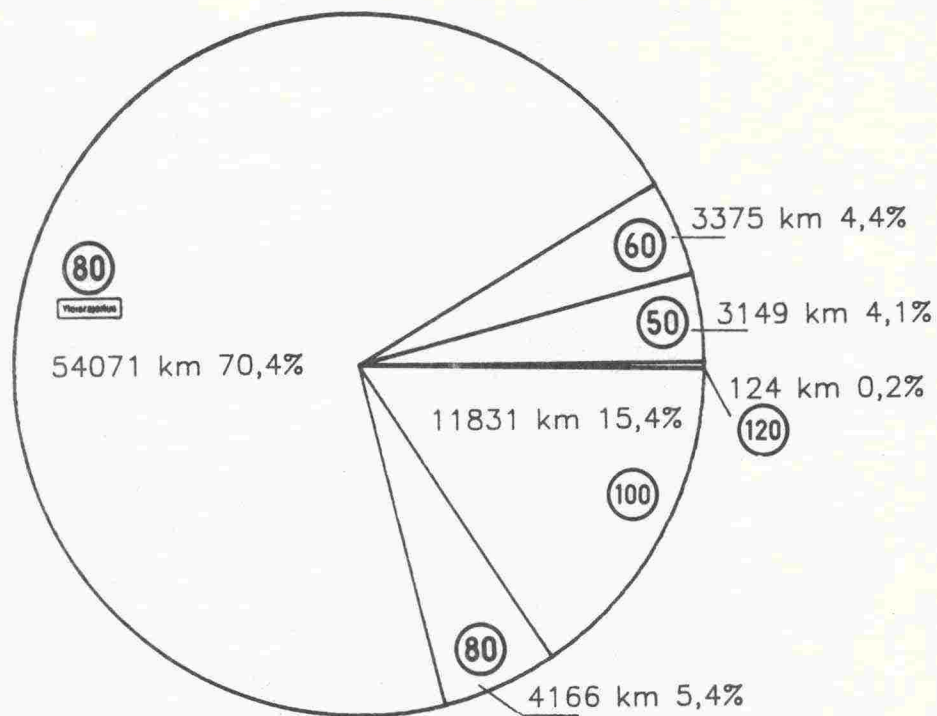 60
3375 km 4,4%
80
Yleisrajoitus
50
3149 km 4,1%
54071 km 70,4%
124 km 0,2%
11831 km 15,4%
120
100
80
4166 km 5,4%